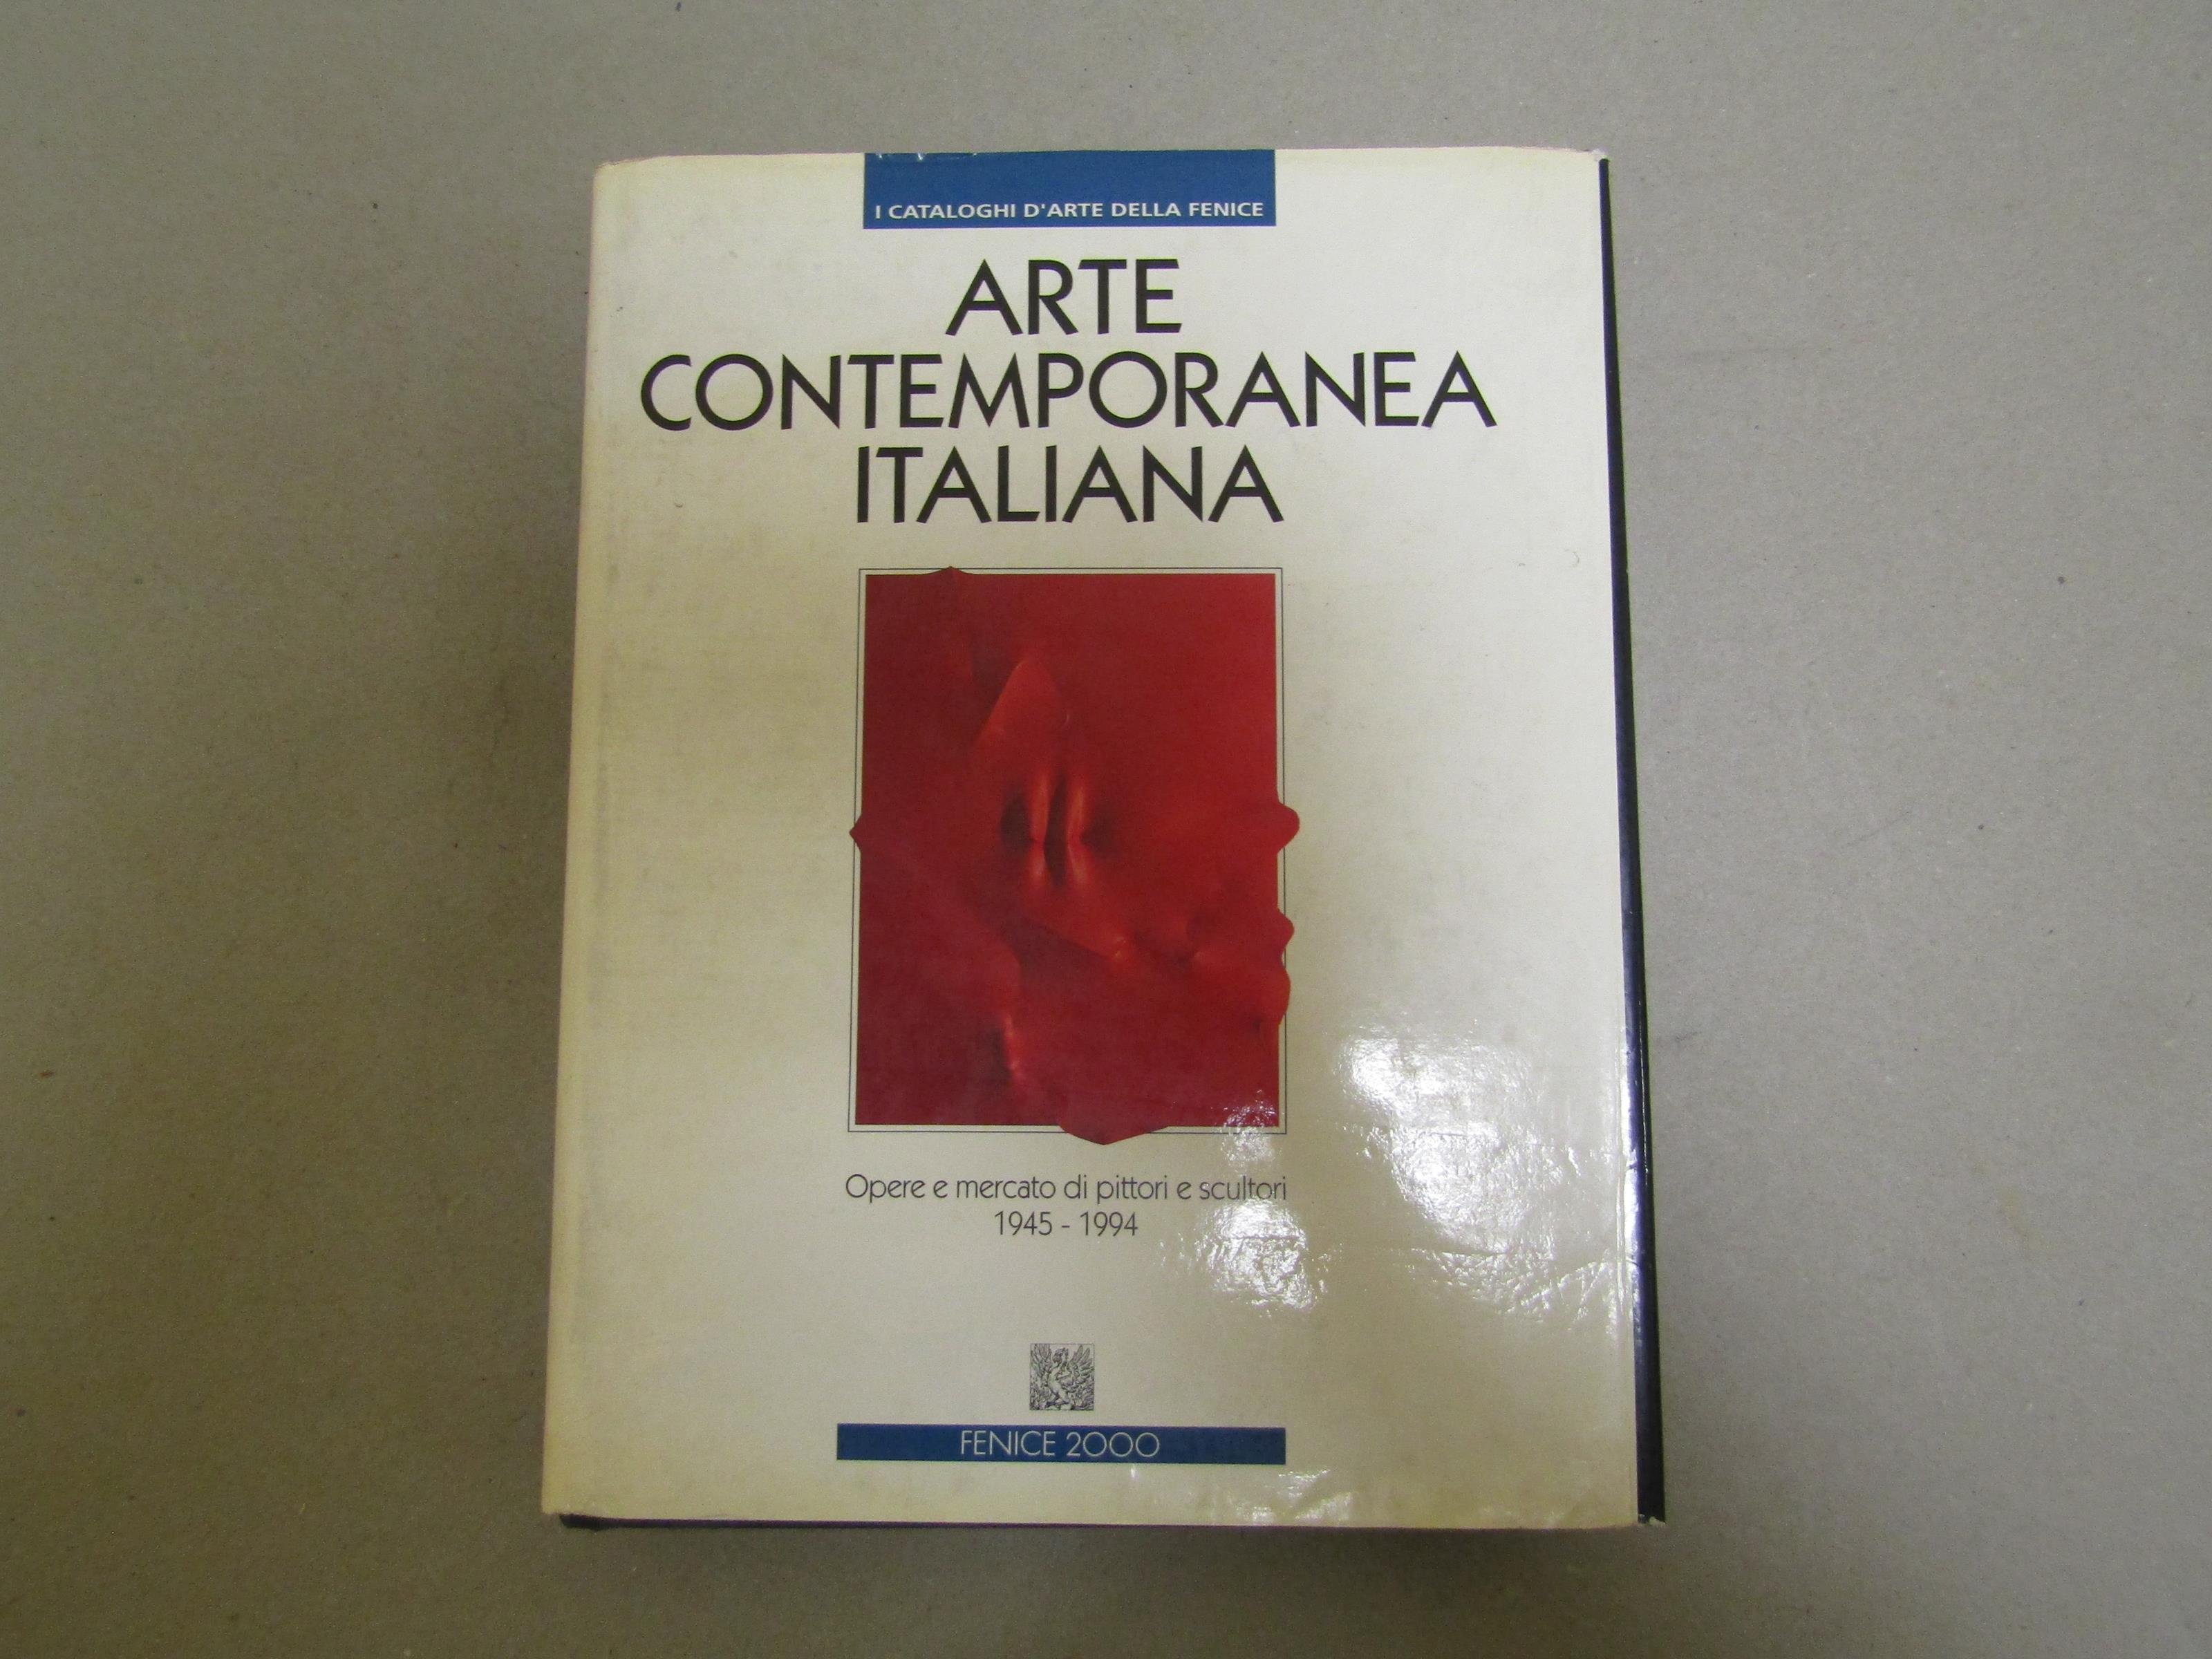 I CATALOGHI D'ARTE DELLA FENICE
ARTE
CONTEMPORANEA
ITALIANA
Opere e mercato di pittori e scultori
1945 - 1994
FENICE 2000